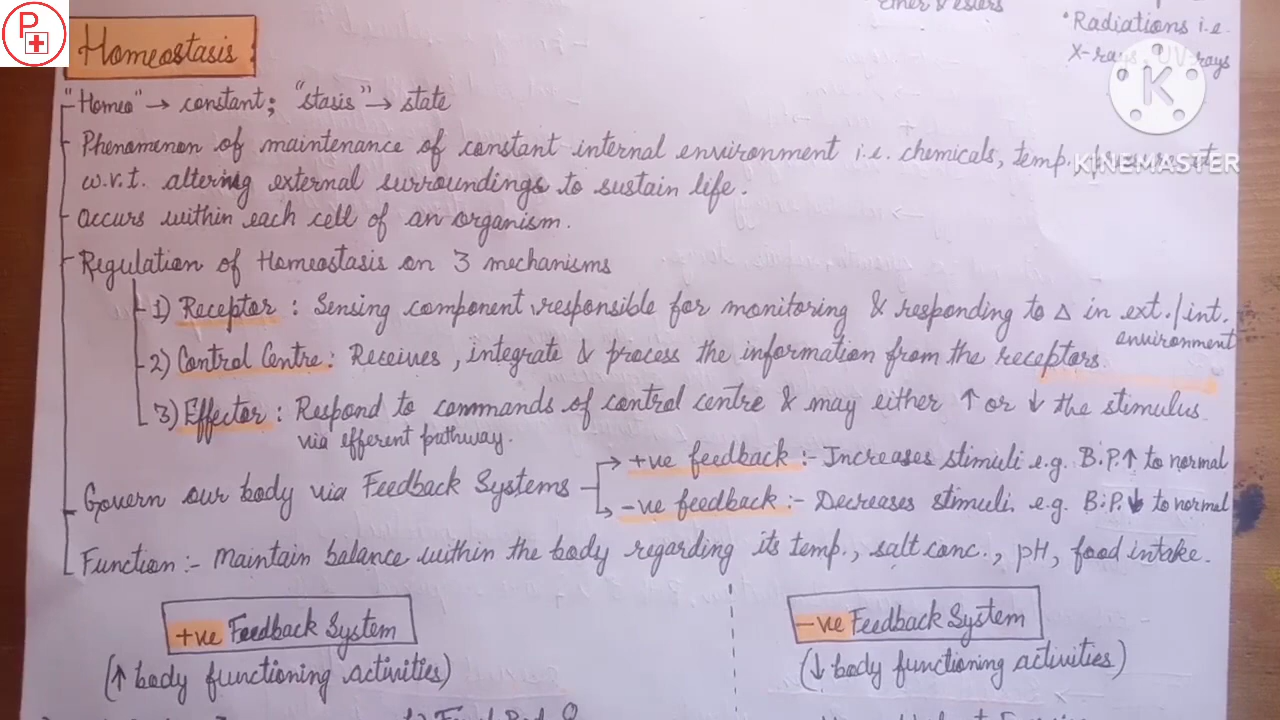 P
Ether & esters
• Radiations i.e.
X-rays, UV-rays
K
KINEMASTER
Homeostasis
"Homeo" → constant; "stasis" → state
Phenomenon of maintenance of constant internal environment i.e. chemicals, temp.
w.r.t. altering external surroundings to sustain life.
Occurs within each cell of an organism.
Regulation of Homeostasis on 3 mechanisms
1) Receptor : Sensing component responsible for monitoring & responding to Δ in ext./int.
environment
2) Control Centre : Receives, integrate & process the information from the receptors.
3) Effector : Respond to commands of control centre & may either ↑ or ↓ the stimulus
via efferent pathway.
Govern our body via Feedback Systems
+ve feedback :- Increases stimuli e.g. B.P.↑ to normal
-ve feedback :- Decreases stimuli. e.g. B.P.↓ to normal
Function :- Maintain balance within the body regarding its temp., salt conc., pH, food intake.
+ve Feedback System
(↑ body functioning activities)
-ve Feedback System
(↓ body functioning activities)